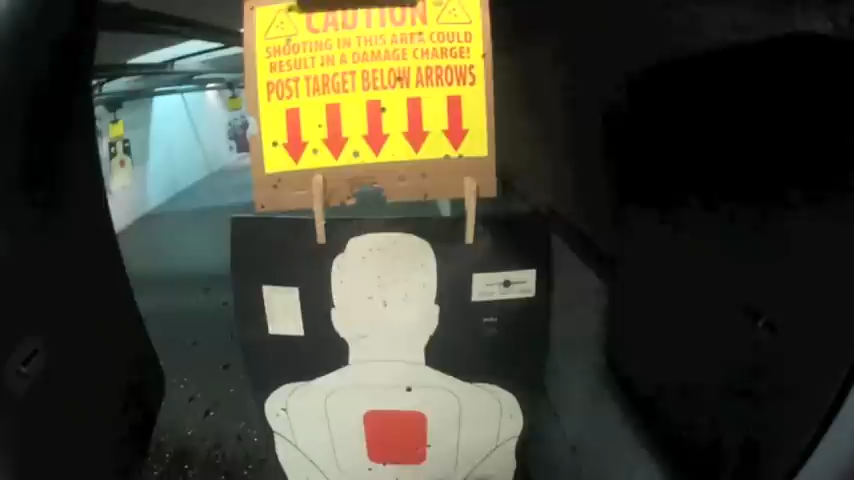 CAUTION
SHOOTING IN THIS AREA COULD
RESULT IN A DAMAGE CHARGE!
POST TARGET BELOW ARROWS